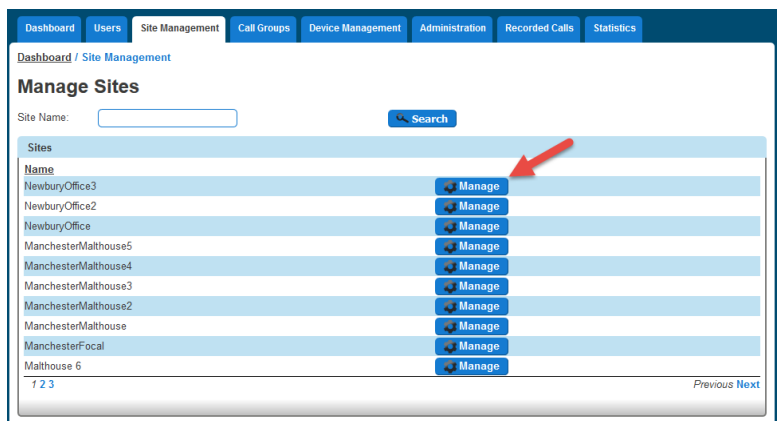 Dashboard Users Site Management Call Groups Device Management Administration Recorded Calls Statistics
Dashboard / Site Management
Manage Sites
Site Name: Search
Sites
Name
NewburyOffice3 Manage
NewburyOffice2 Manage
NewburyOffice Manage
ManchesterMalthouse5 Manage
ManchesterMalthouse4 Manage
ManchesterMalthouse3 Manage
ManchesterMalthouse2 Manage
ManchesterMalthouse Manage
ManchesterFocal Manage
Malthouse 6 Manage
1 2 3 Previous Next